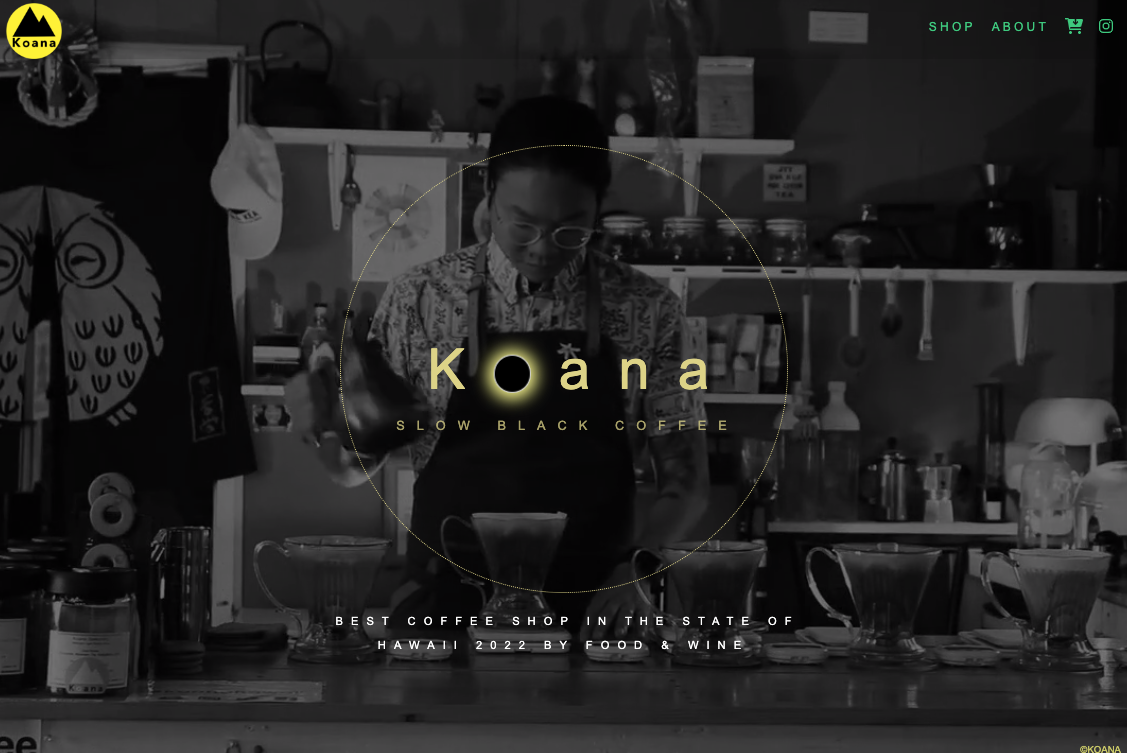 Koana
SHOP ABOUT
Koana
SLOW BLACK COFFEE
BEST COFFEE SHOP IN THE STATE OF
HAWAII 2022 BY FOOD & WINE
©KOANA